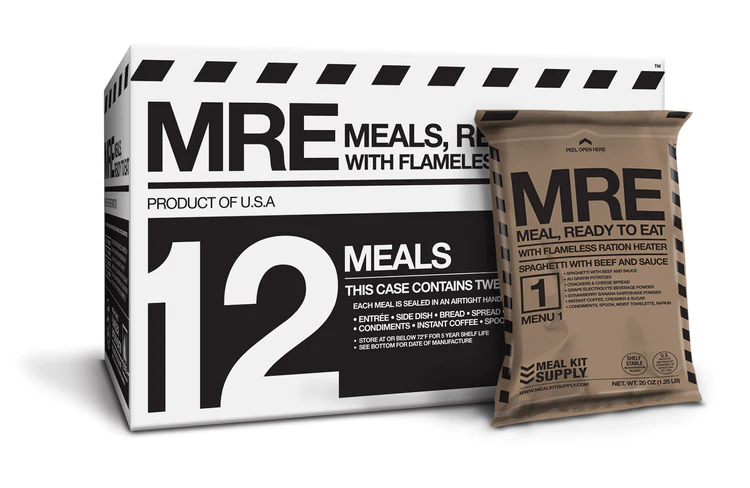 ™
MRE MEALS, RE
WITH FLAMELES
PRODUCT OF U.S.A
12 MEALS
THIS CASE CONTAINS TWE
EACH MEAL IS SEALED IN AN AIRTIGHT HAND
• ENTRÉE • SIDE DISH • BREAD • SPREAD
• CONDIMENTS • INSTANT COFFEE • SPOO
• STORE AT OR BELOW 72°F FOR 5 YEAR SHELF LIFE
• SEE BOTTOM FOR DATE OF MANUFACTURE
PEEL OPEN HERE
MRE
MEAL, READY TO EAT
WITH FLAMELESS RATION HEATER
SPAGHETTI WITH BEEF AND SAUCE
1
MENU 1
• SPAGHETTI WITH BEEF AND SAUCE
• AU GRATIN POTATOES
• CRACKERS & CHEESE SPREAD
• GRAPE ELECTROLYTE BEVERAGE POWDER
• STRAWBERRY BANANA DAIRYSHAKE POWDER
• INSTANT COFFEE, CREAMER & SUGAR
• CONDIMENTS, SPOON, MOIST TOWELETTE, NAPKIN
MEAL KIT
SUPPLY
WWW.MEALKITSUPPLY.COM
SHELF
STABLE
U.S.
NET. WT. 20 OZ (1.25 LB)